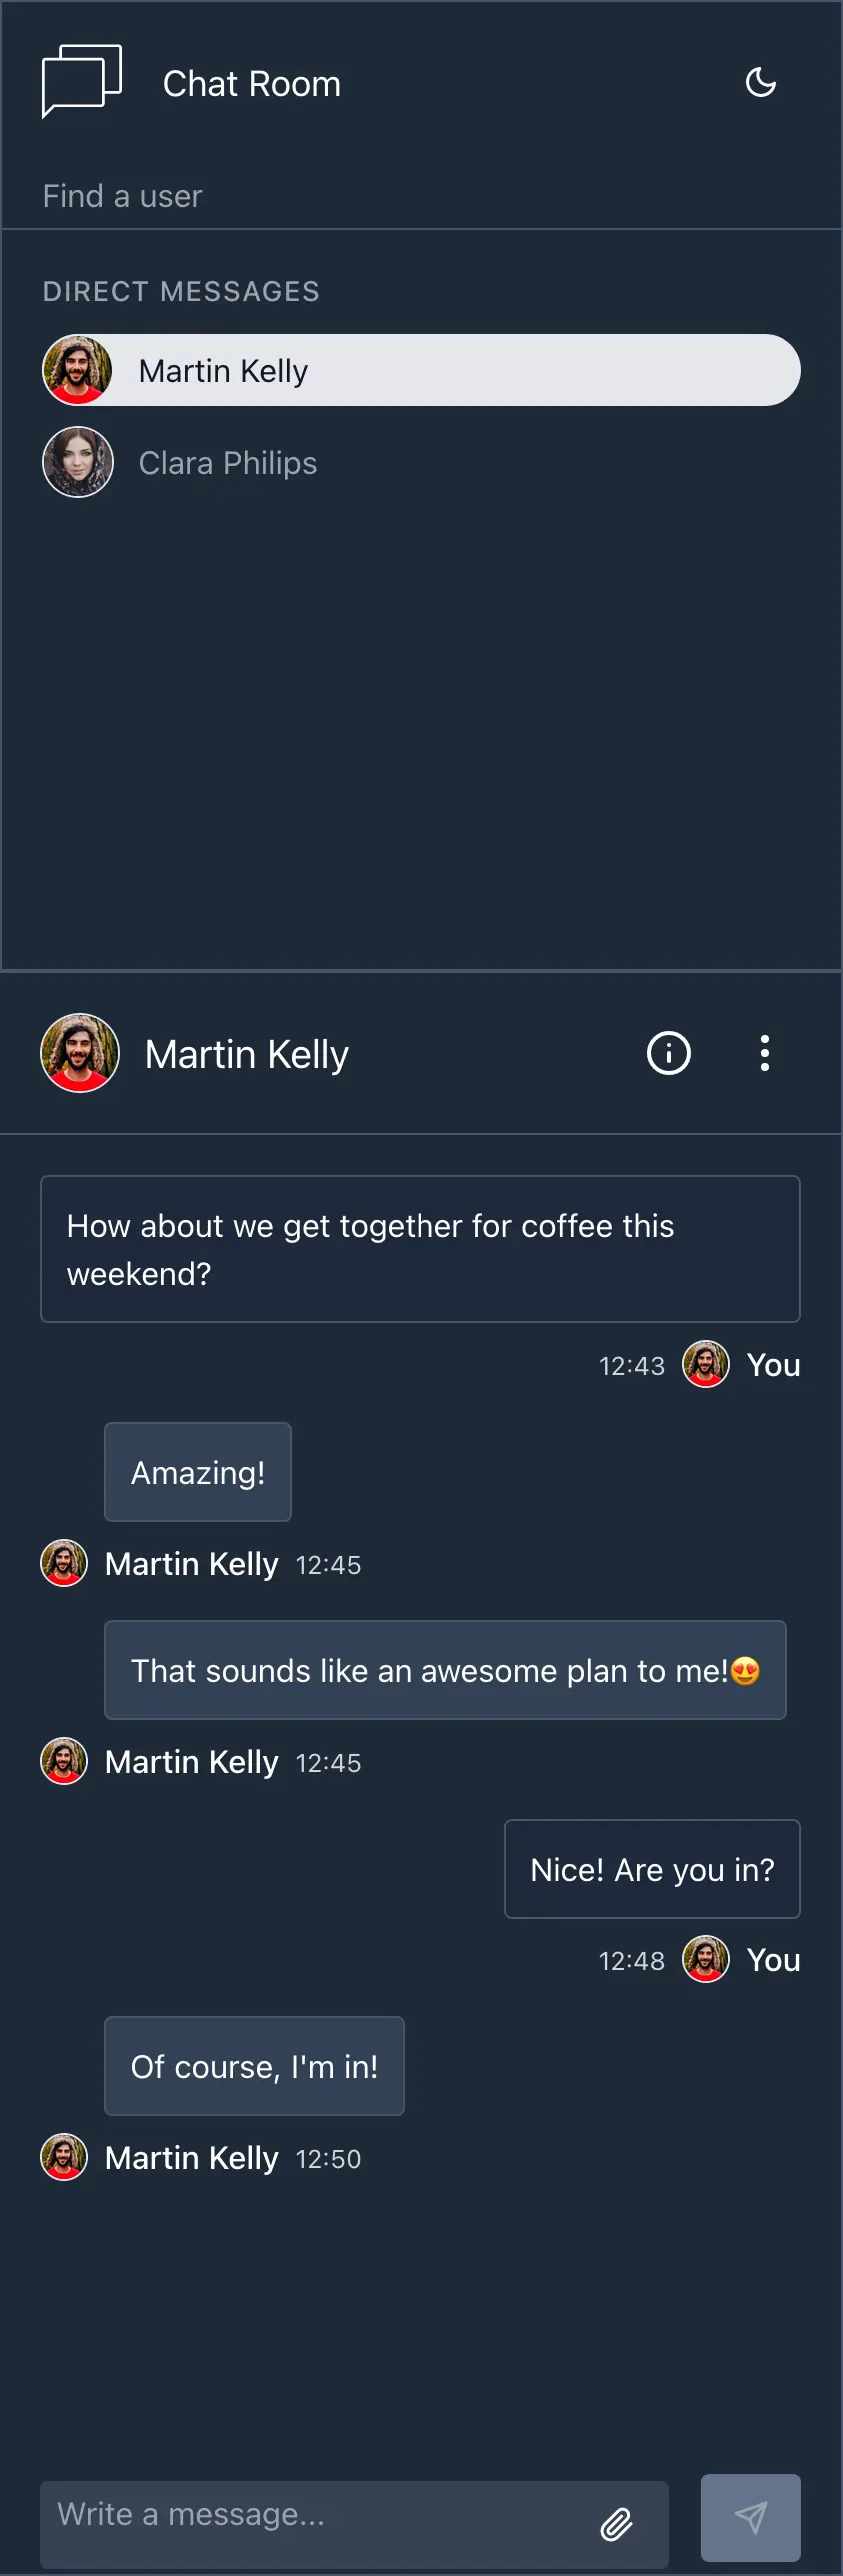 Chat Room
Find a user
DIRECT MESSAGES
Martin Kelly
Clara Philips
Martin Kelly
How about we get together for coffee this
weekend?
12:43 You
Amazing!
Martin Kelly 12:45
That sounds like an awesome plan to me!😍
Martin Kelly 12:45
Nice! Are you in?
12:48 You
Of course, I'm in!
Martin Kelly 12:50
Write a message...